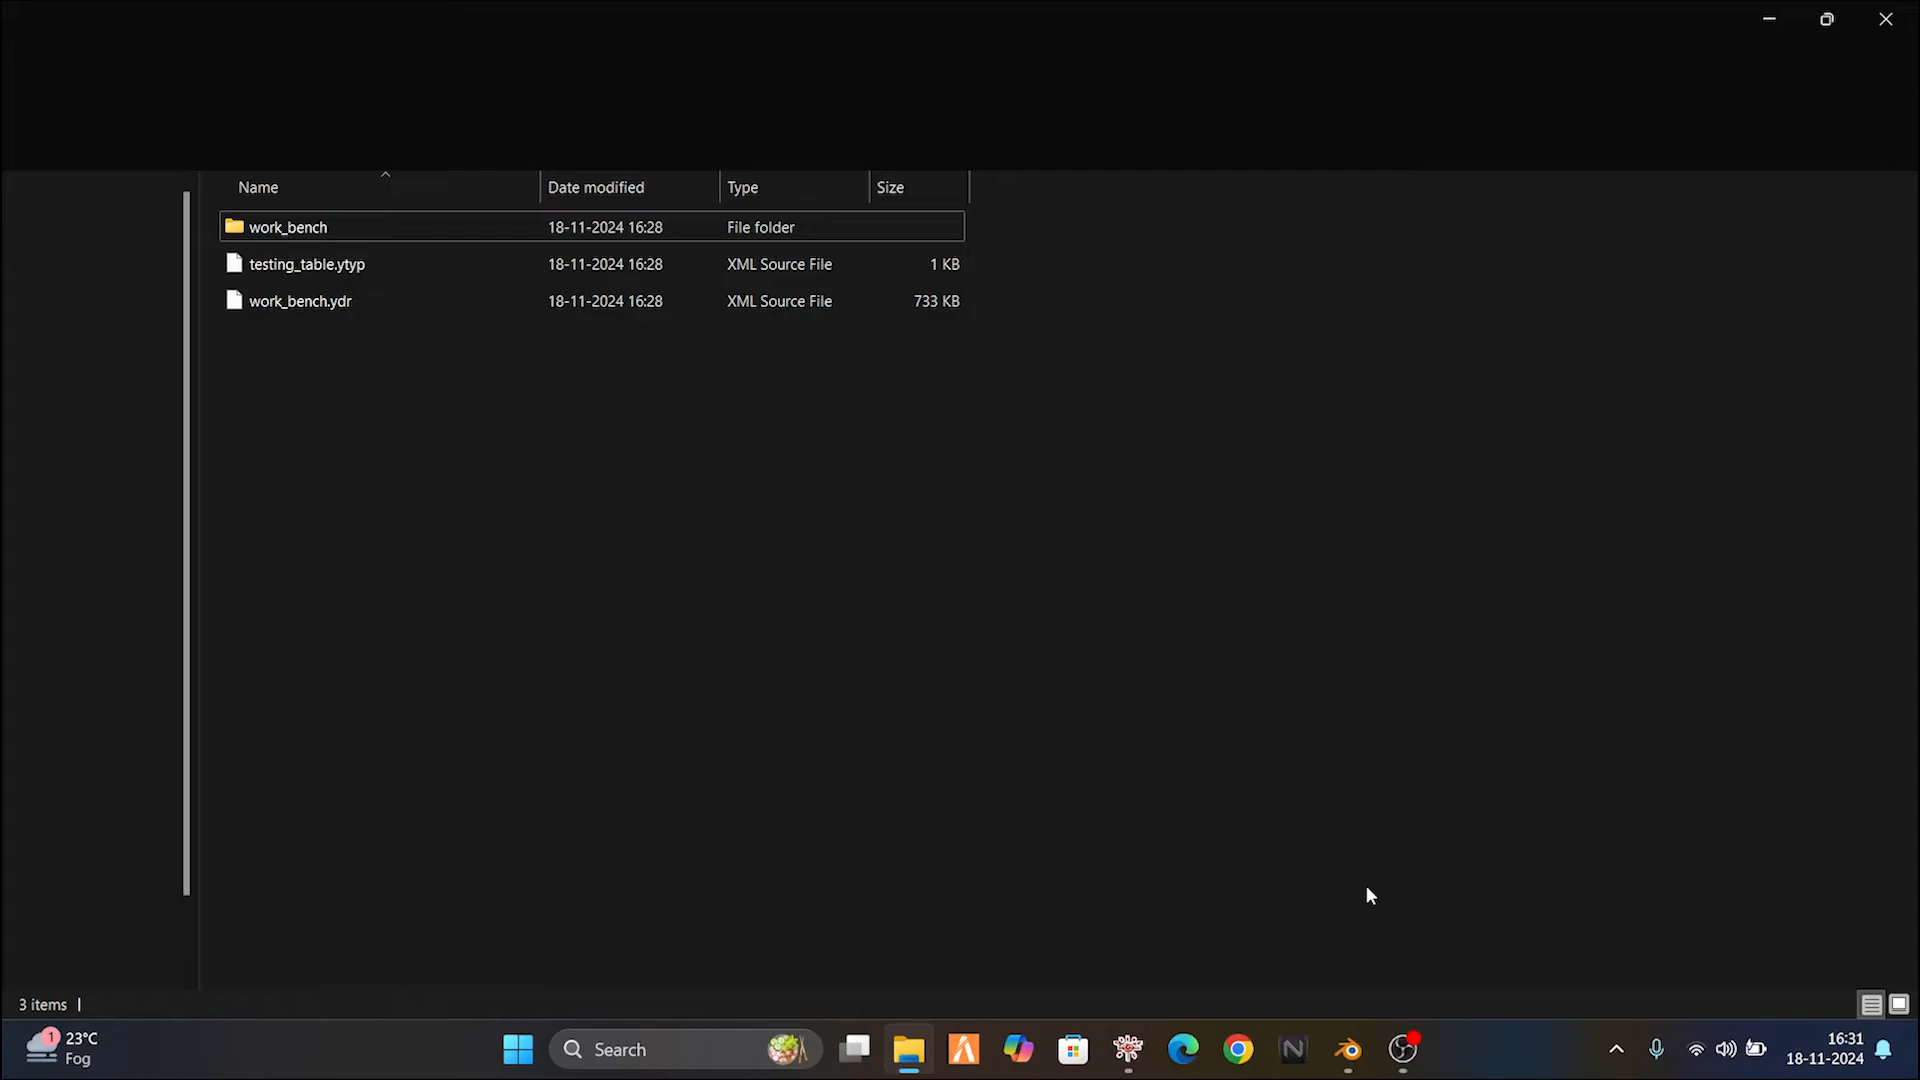 Name Date modified Type Size
work_bench 18-11-2024 16:28 File folder
testing_table.ytyp 18-11-2024 16:28 XML Source File 1 KB
work_bench.ydr 18-11-2024 16:28 XML Source File 733 KB
3 items
1 23°C
Fog
Search
16:31
18-11-2024